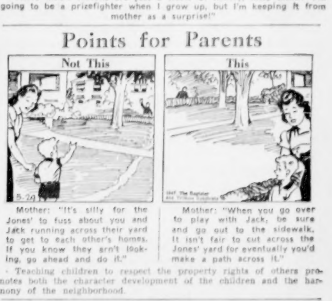 going to be a prizefighter when I grow up, but I'm keeping it from
mother as a surprise!"
Points for Parents
Not This
This
5-29
Mother: "It's silly for the
Jones' to fuss about you and
Jack running across their yard
to get to each other's homes.
If you know they arn't look-
ing, go ahead and do it."
Mother: "When you go over
to play with Jack, be sure
and go out to the sidewalk.
It isn't fair to cut across the
Jones' yard for eventually you'd
make a path across it."
Teaching children to respect the property rights of others pro-
motes both the character development of the children and the har-
mony of the neighborhood.